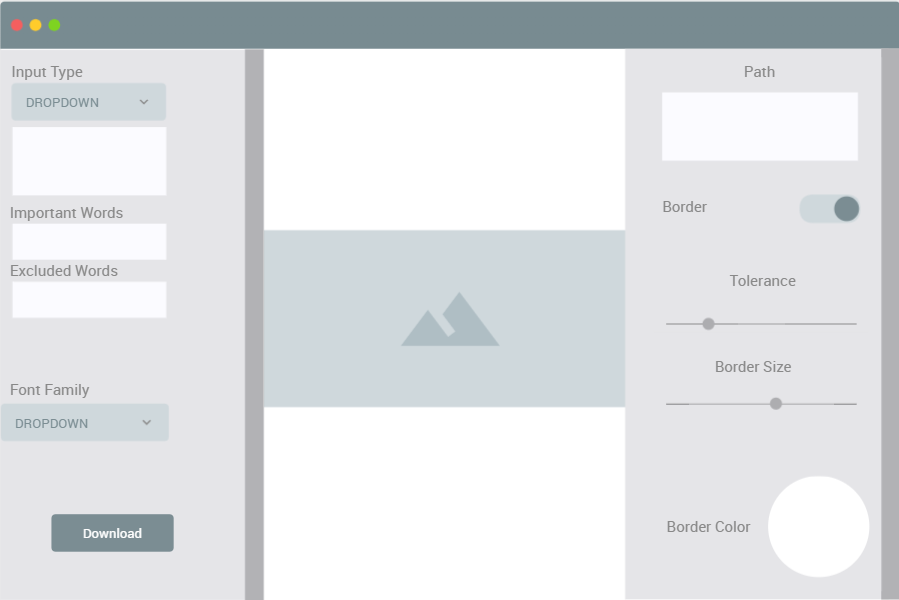 Input Type
DROPDOWN
Important Words
Excluded Words
Font Family
DROPDOWN
Download
Path
Border
Tolerance
Border Size
Border Color